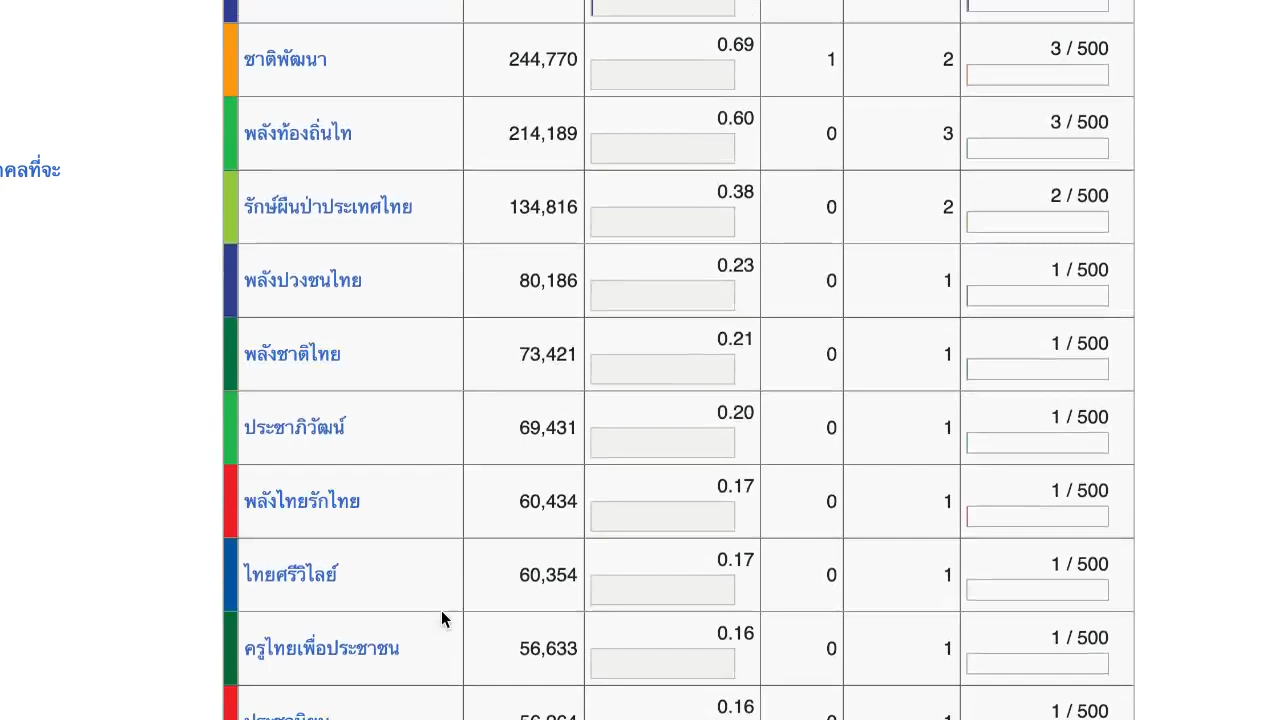 ชาติพัฒนา 244,770 0.69 1 2 3 / 500
พลังท้องถิ่นไท 214,189 0.60 0 3 3 / 500
คลที่จะ
รักษ์ผืนป่าประเทศไทย 134,816 0.38 0 2 2 / 500
พลังปวงชนไทย 80,186 0.23 0 1 1 / 500
พลังชาติไทย 73,421 0.21 0 1 1 / 500
ประชาภิวัฒน์ 69,431 0.20 0 1 1 / 500
พลังไทยรักไทย 60,434 0.17 0 1 1 / 500
ไทยศรีวิไลย์ 60,354 0.17 0 1 1 / 500
ครูไทยเพื่อประชาชน 56,633 0.16 0 1 1 / 500
0.16 1 / 500